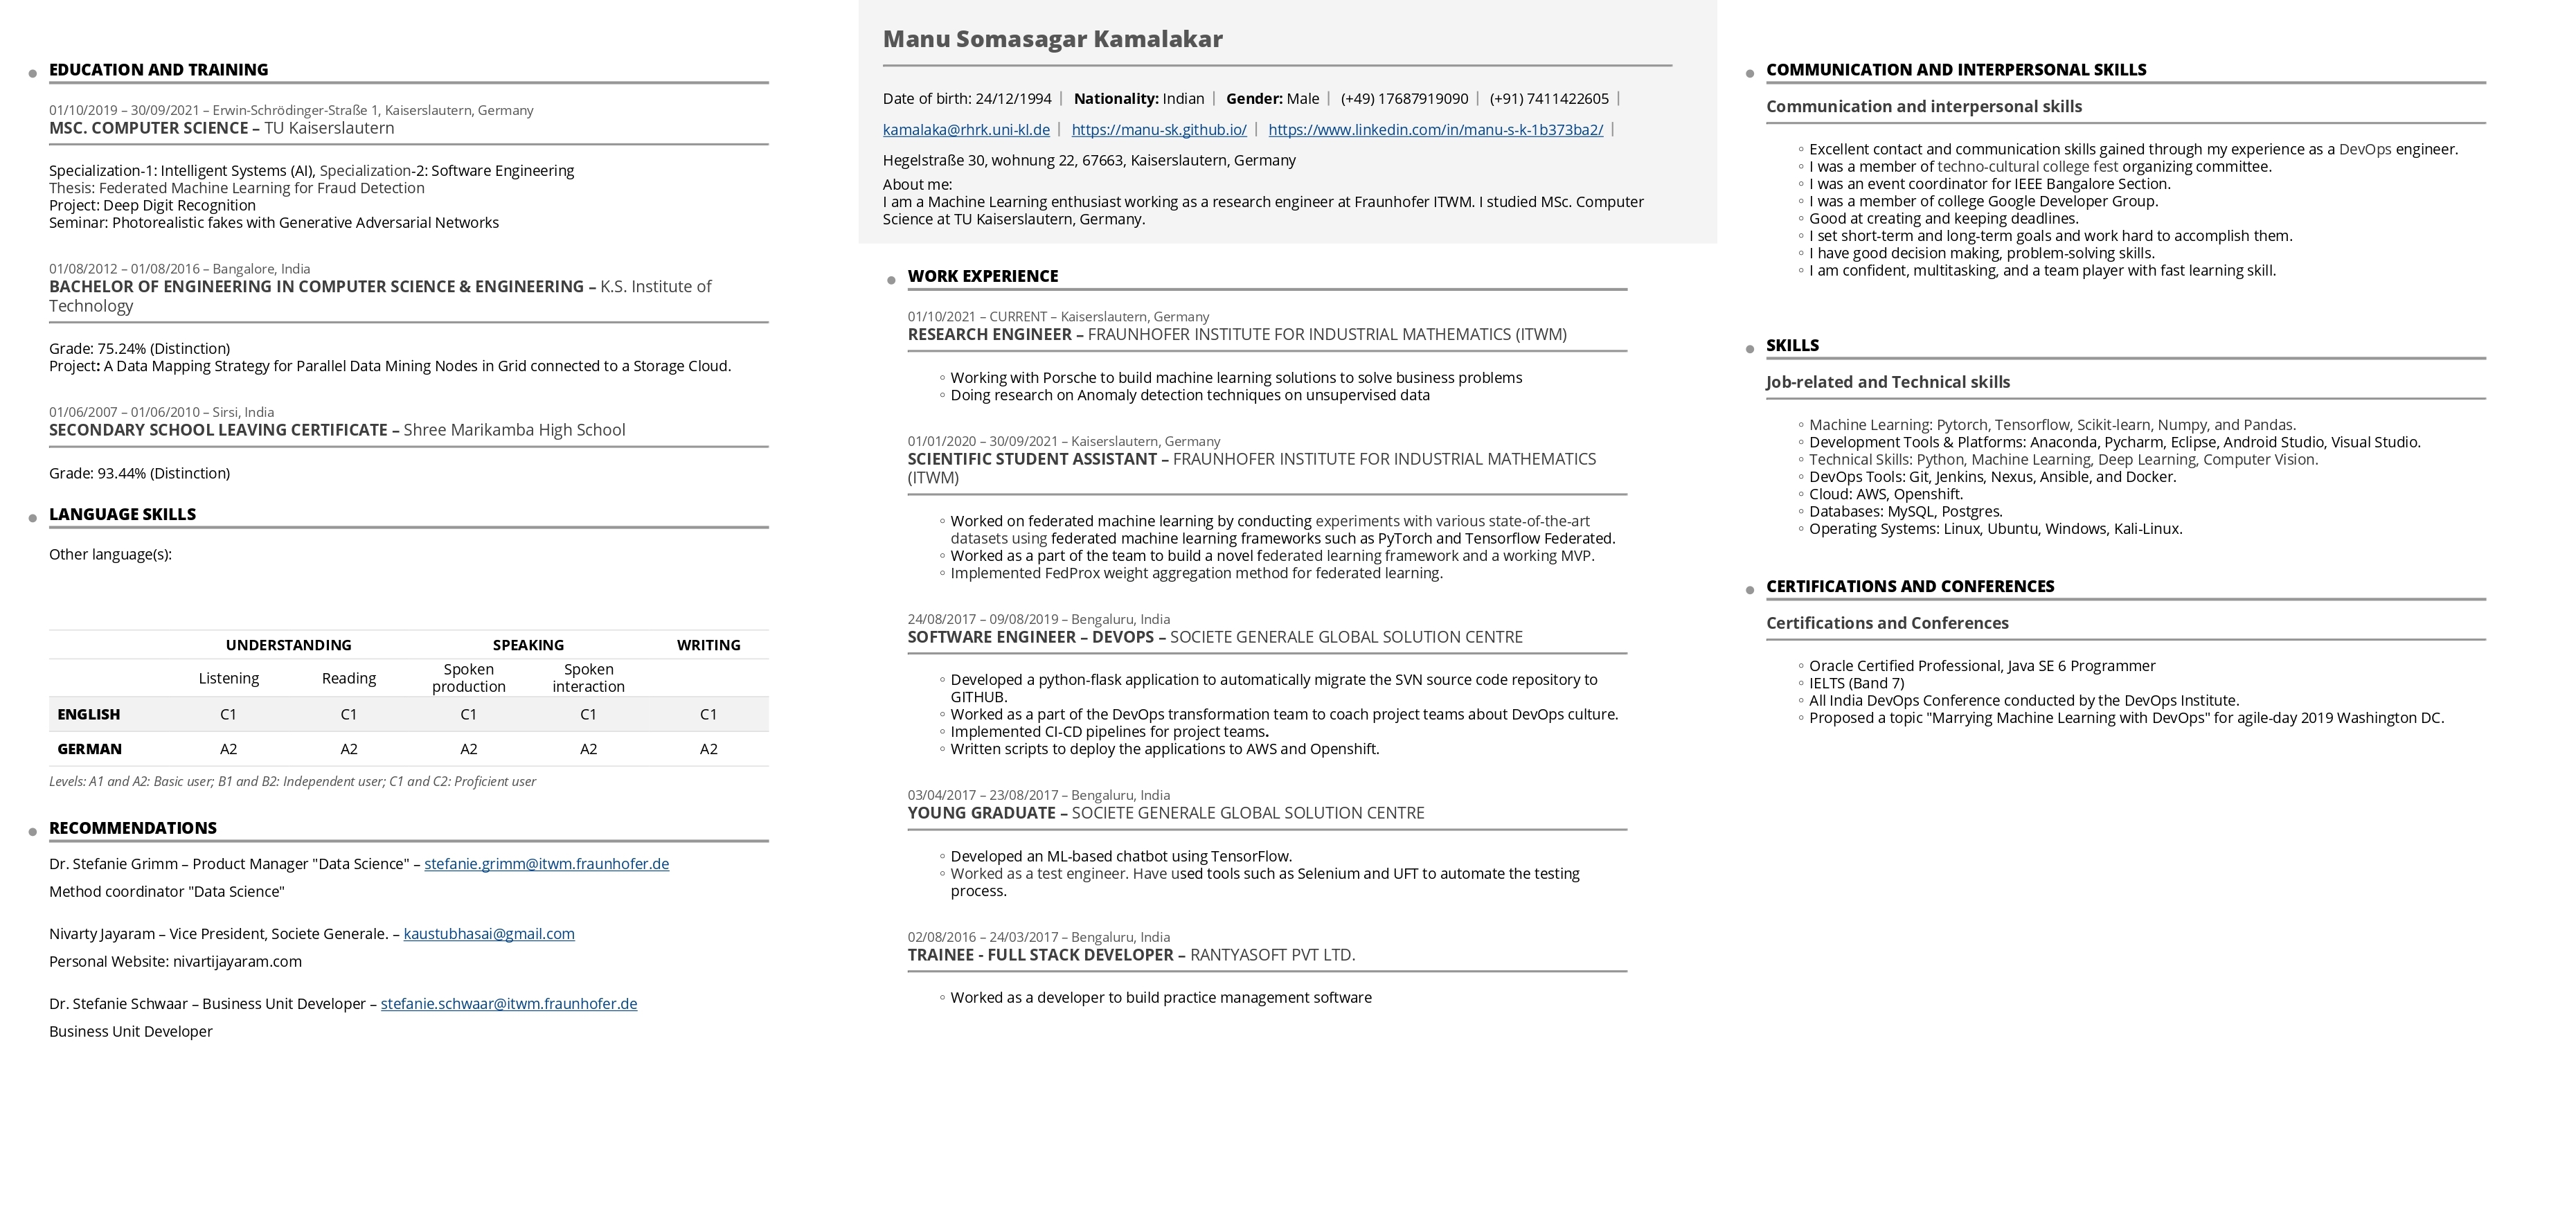 EDUCATION AND TRAINING
01/10/2019 – 30/09/2021 – Erwin-Schrödinger-Straße 1, Kaiserslautern, Germany
MSC. COMPUTER SCIENCE – TU Kaiserslautern
Specialization-1: Intelligent Systems (AI), Specialization-2: Software Engineering
Thesis: Federated Machine Learning for Fraud Detection
Project: Deep Digit Recognition
Seminar: Photorealistic fakes with Generative Adversarial Networks
01/08/2012 – 01/08/2016 – Bangalore, India
BACHELOR OF ENGINEERING IN COMPUTER SCIENCE & ENGINEERING – K.S. Institute of
Technology
Grade: 75.24% (Distinction)
Project: A Data Mapping Strategy for Parallel Data Mining Nodes in Grid connected to a Storage Cloud.
01/06/2007 – 01/06/2010 – Sirsi, India
SECONDARY SCHOOL LEAVING CERTIFICATE – Shree Marikamba High School
Grade: 93.44% (Distinction)
LANGUAGE SKILLS
Other language(s):
UNDERSTANDING SPEAKING WRITING
Listening Reading Spoken production Spoken interaction
ENGLISH C1 C1 C1 C1 C1
GERMAN A2 A2 A2 A2 A2
Levels: A1 and A2: Basic user; B1 and B2: Independent user; C1 and C2: Proficient user
RECOMMENDATIONS
Dr. Stefanie Grimm – Product Manager "Data Science" – stefanie.grimm@itwm.fraunhofer.de
Method coordinator "Data Science"
Nivarty Jayaram – Vice President, Societe Generale. – kaustubhasai@gmail.com
Personal Website: nivartijayaram.com
Dr. Stefanie Schwaar – Business Unit Developer – stefanie.schwaar@itwm.fraunhofer.de
Business Unit Developer
Manu Somasagar Kamalakar
Date of birth: 24/12/1994 | Nationality: Indian | Gender: Male | (+49) 17687919090 | (+91) 7411422605 |
kamalaka@rhrk.uni-kl.de | https://manu-sk.github.io/ | https://www.linkedin.com/in/manu-s-k-1b373ba2/ |
Hegelstraße 30, wohnung 22, 67663, Kaiserslautern, Germany
About me:
I am a Machine Learning enthusiast working as a research engineer at Fraunhofer ITWM. I studied MSc. Computer
Science at TU Kaiserslautern, Germany.
WORK EXPERIENCE
01/10/2021 – CURRENT – Kaiserslautern, Germany
RESEARCH ENGINEER – FRAUNHOFER INSTITUTE FOR INDUSTRIAL MATHEMATICS (ITWM)
◦ Working with Porsche to build machine learning solutions to solve business problems
◦ Doing research on Anomaly detection techniques on unsupervised data
01/01/2020 – 30/09/2021 – Kaiserslautern, Germany
SCIENTIFIC STUDENT ASSISTANT – FRAUNHOFER INSTITUTE FOR INDUSTRIAL MATHEMATICS
(ITWM)
◦ Worked on federated machine learning by conducting experiments with various state-of-the-art
datasets using federated machine learning frameworks such as PyTorch and Tensorflow Federated.
◦ Worked as a part of the team to build a novel federated learning framework and a working MVP.
◦ Implemented FedProx weight aggregation method for federated learning.
24/08/2017 – 09/08/2019 – Bengaluru, India
SOFTWARE ENGINEER – DEVOPS – SOCIETE GENERALE GLOBAL SOLUTION CENTRE
◦ Developed a python-flask application to automatically migrate the SVN source code repository to
GITHUB.
◦ Worked as a part of the DevOps transformation team to coach project teams about DevOps culture.
◦ Implemented CI-CD pipelines for project teams.
◦ Written scripts to deploy the applications to AWS and Openshift.
03/04/2017 – 23/08/2017 – Bengaluru, India
YOUNG GRADUATE – SOCIETE GENERALE GLOBAL SOLUTION CENTRE
◦ Developed an ML-based chatbot using TensorFlow.
◦ Worked as a test engineer. Have used tools such as Selenium and UFT to automate the testing
process.
02/08/2016 – 24/03/2017 – Bengaluru, India
TRAINEE - FULL STACK DEVELOPER – RANTYASOFT PVT LTD.
◦ Worked as a developer to build practice management software
COMMUNICATION AND INTERPERSONAL SKILLS
Communication and interpersonal skills
◦ Excellent contact and communication skills gained through my experience as a DevOps engineer.
◦ I was a member of techno-cultural college fest organizing committee.
◦ I was an event coordinator for IEEE Bangalore Section.
◦ I was a member of college Google Developer Group.
◦ Good at creating and keeping deadlines.
◦ I set short-term and long-term goals and work hard to accomplish them.
◦ I have good decision making, problem-solving skills.
◦ I am confident, multitasking, and a team player with fast learning skill.
SKILLS
Job-related and Technical skills
◦ Machine Learning: Pytorch, Tensorflow, Scikit-learn, Numpy, and Pandas.
◦ Development Tools & Platforms: Anaconda, Pycharm, Eclipse, Android Studio, Visual Studio.
◦ Technical Skills: Python, Machine Learning, Deep Learning, Computer Vision.
◦ DevOps Tools: Git, Jenkins, Nexus, Ansible, and Docker.
◦ Cloud: AWS, Openshift.
◦ Databases: MySQL, Postgres.
◦ Operating Systems: Linux, Ubuntu, Windows, Kali-Linux.
CERTIFICATIONS AND CONFERENCES
Certifications and Conferences
◦ Oracle Certified Professional, Java SE 6 Programmer
◦ IELTS (Band 7)
◦ All India DevOps Conference conducted by the DevOps Institute.
◦ Proposed a topic "Marrying Machine Learning with DevOps" for agile-day 2019 Washington DC.